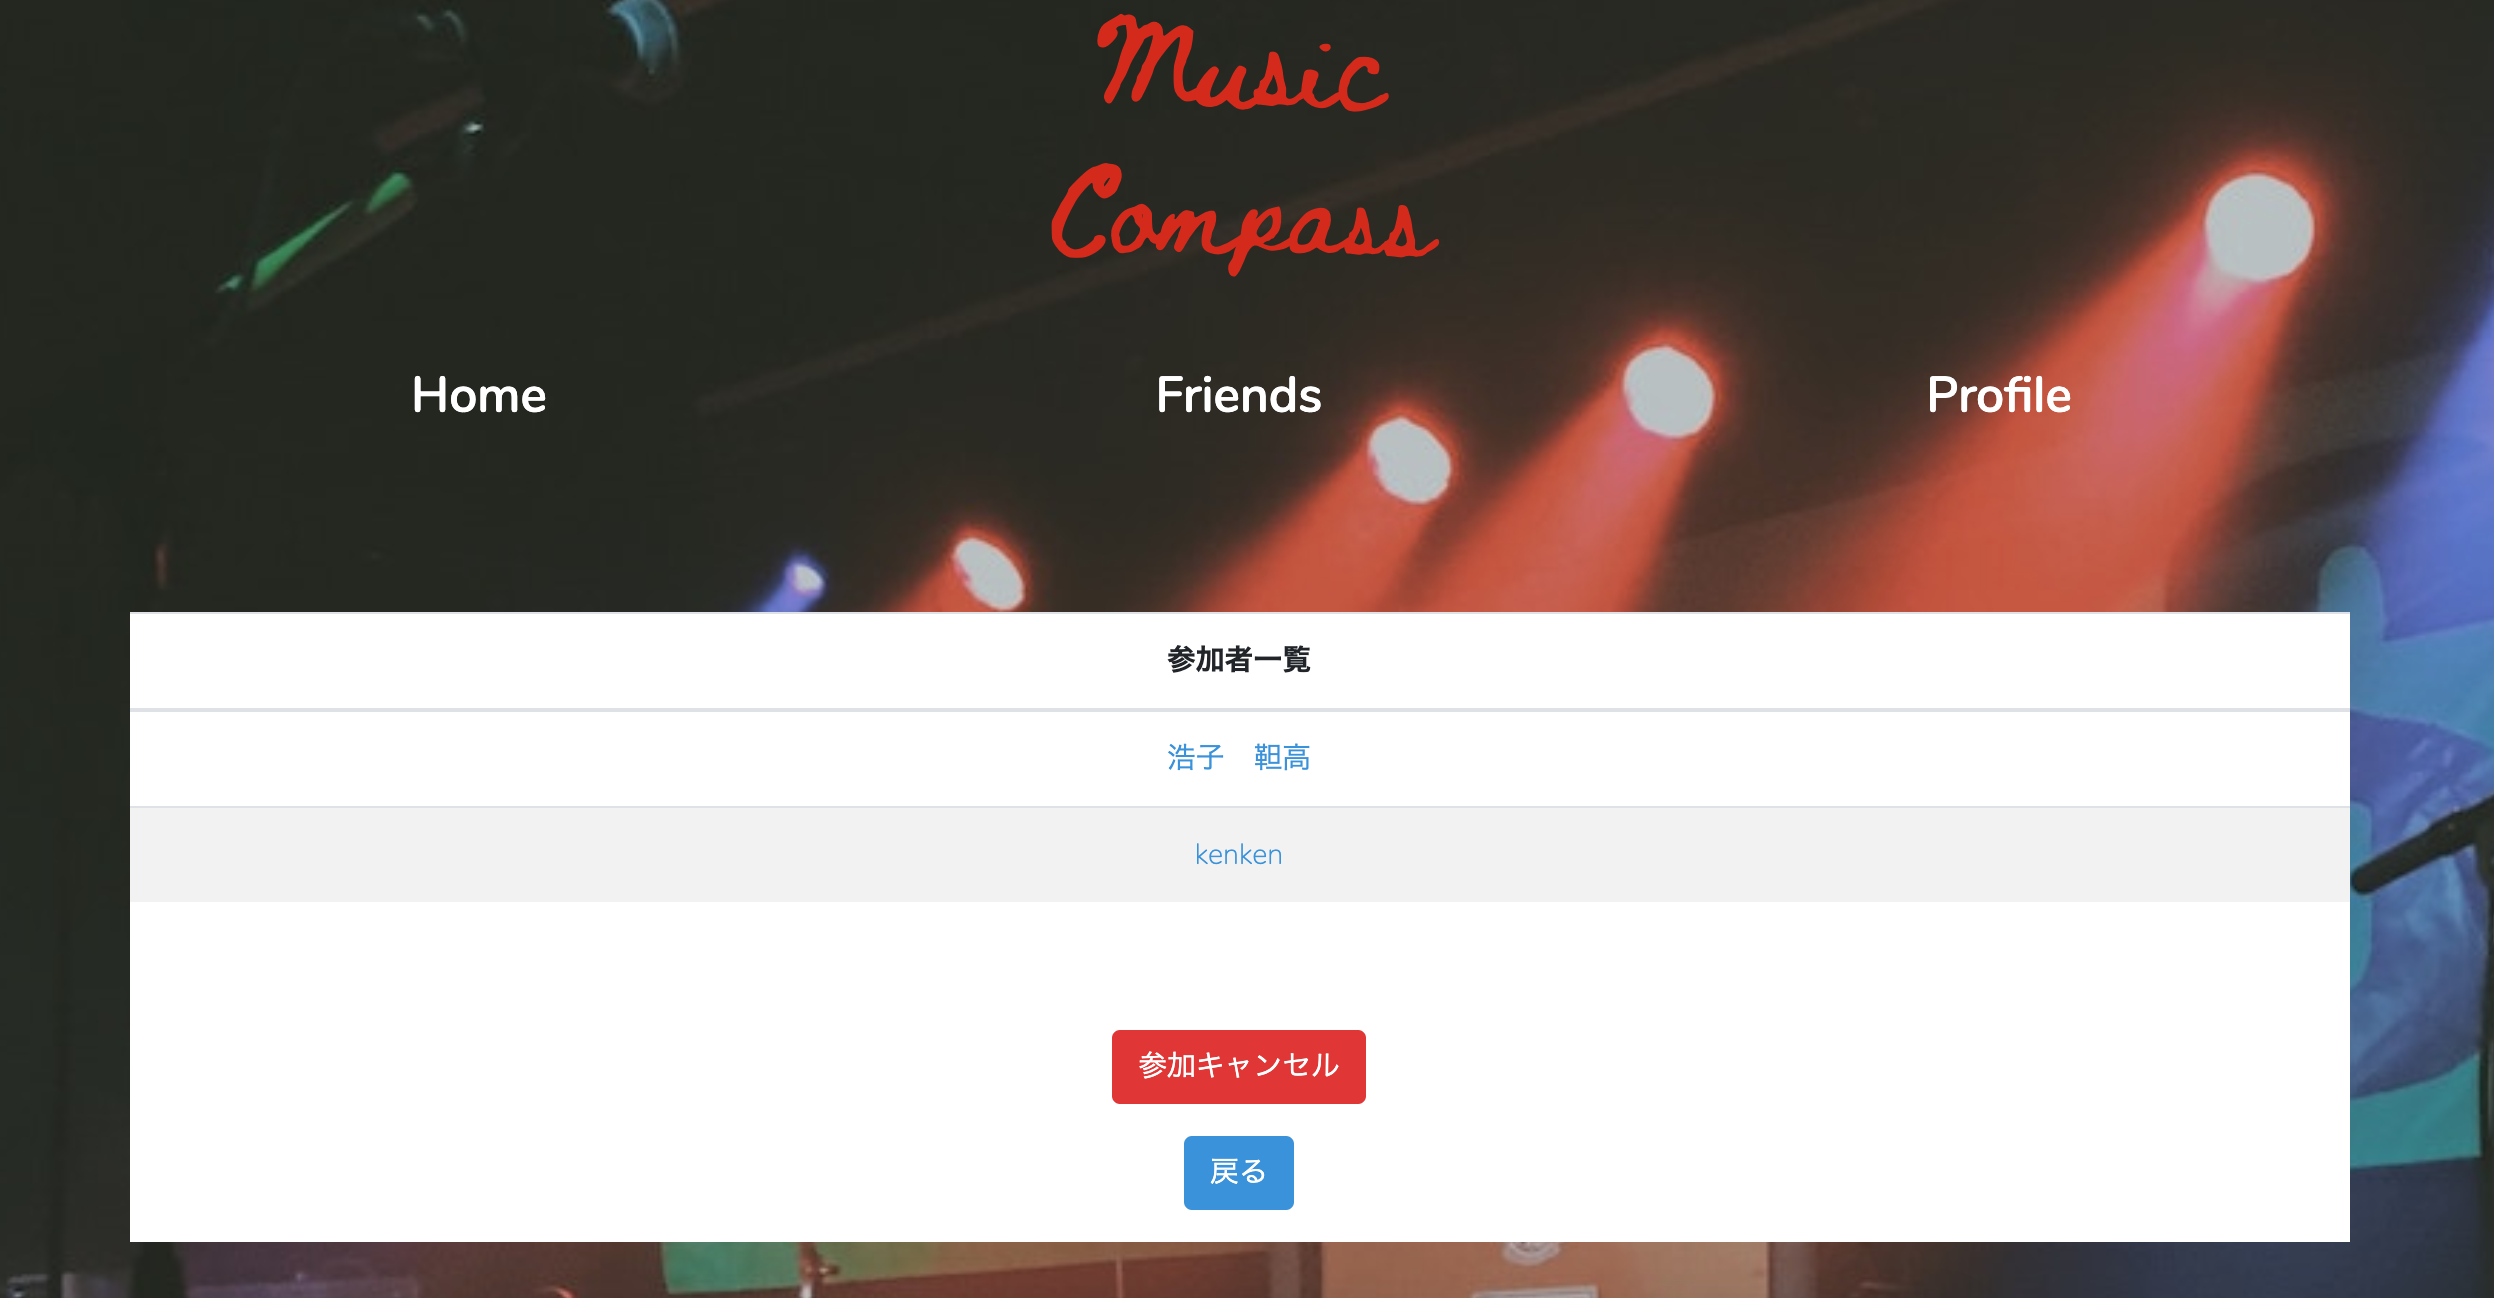 Music
Compass
Home Friends Profile
参加者一覧
浩子　靼高
kenken
参加キャンセル
戻る